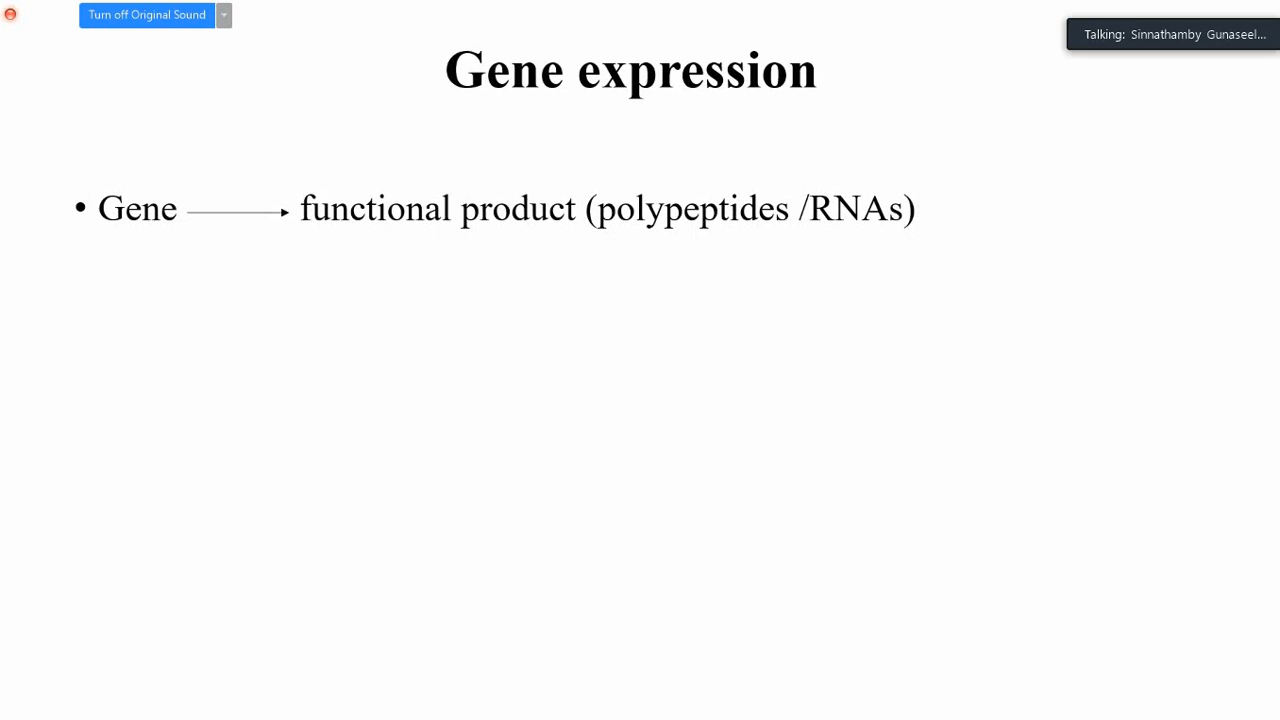 Turn off Original Sound
Talking: Sinnathamby Gunaseel...
Gene expression
• Gene → functional product (polypeptides /RNAs)